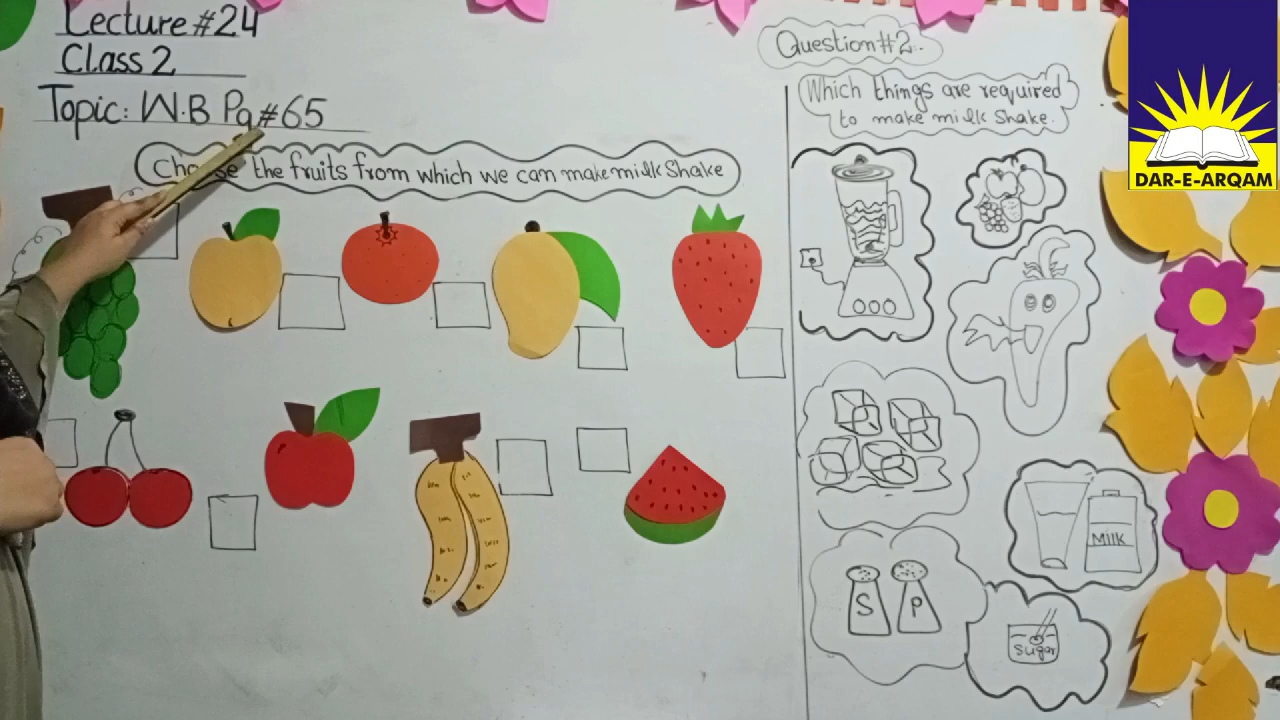 Lecture #24
Class 2
Topic: W.B Pg#65
Choose the fruits from which we can make milk Shake
Question #2.
Which things are required
to make milk Shake.
Milk
S P
Sugar
DAR-E-ARQAM